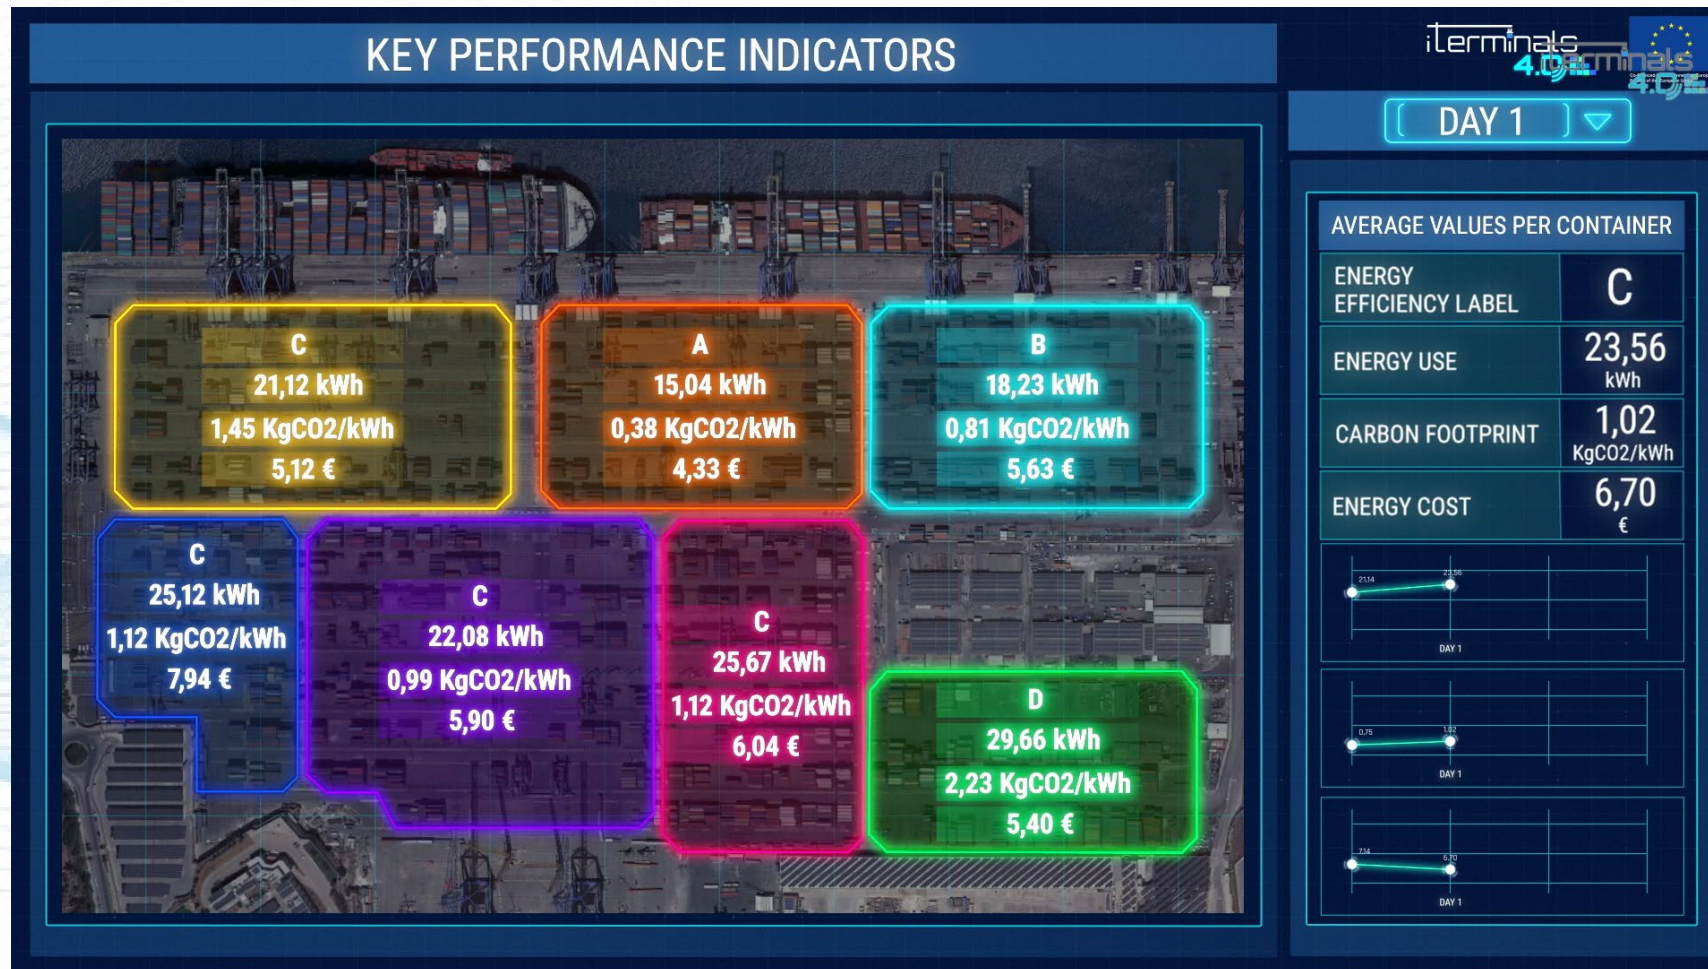 KEY PERFORMANCE INDICATORS
iterminals
4.0
iterminals
4.0
DAY 1
C
21,12 kWh
1,45 KgCO2/kWh
5,12 €
A
15,04 kWh
0,38 KgCO2/kWh
4,33 €
B
18,23 kWh
0,81 KgCO2/kWh
5,63 €
C
25,12 kWh
1,12 KgCO2/kWh
7,94 €
C
22,08 kWh
0,99 KgCO2/kWh
5,90 €
C
25,67 kWh
1,12 KgCO2/kWh
6,04 €
D
29,66 kWh
2,23 KgCO2/kWh
5,40 €
AVERAGE VALUES PER CONTAINER
ENERGY
EFFICIENCY LABEL
C
ENERGY USE
23,56
kWh
CARBON FOOTPRINT
1,02
KgCO2/kWh
ENERGY COST
6,70
€
21,14
23,56
DAY 1
0,75
1,02
DAY 1
7,14
6,70
DAY 1